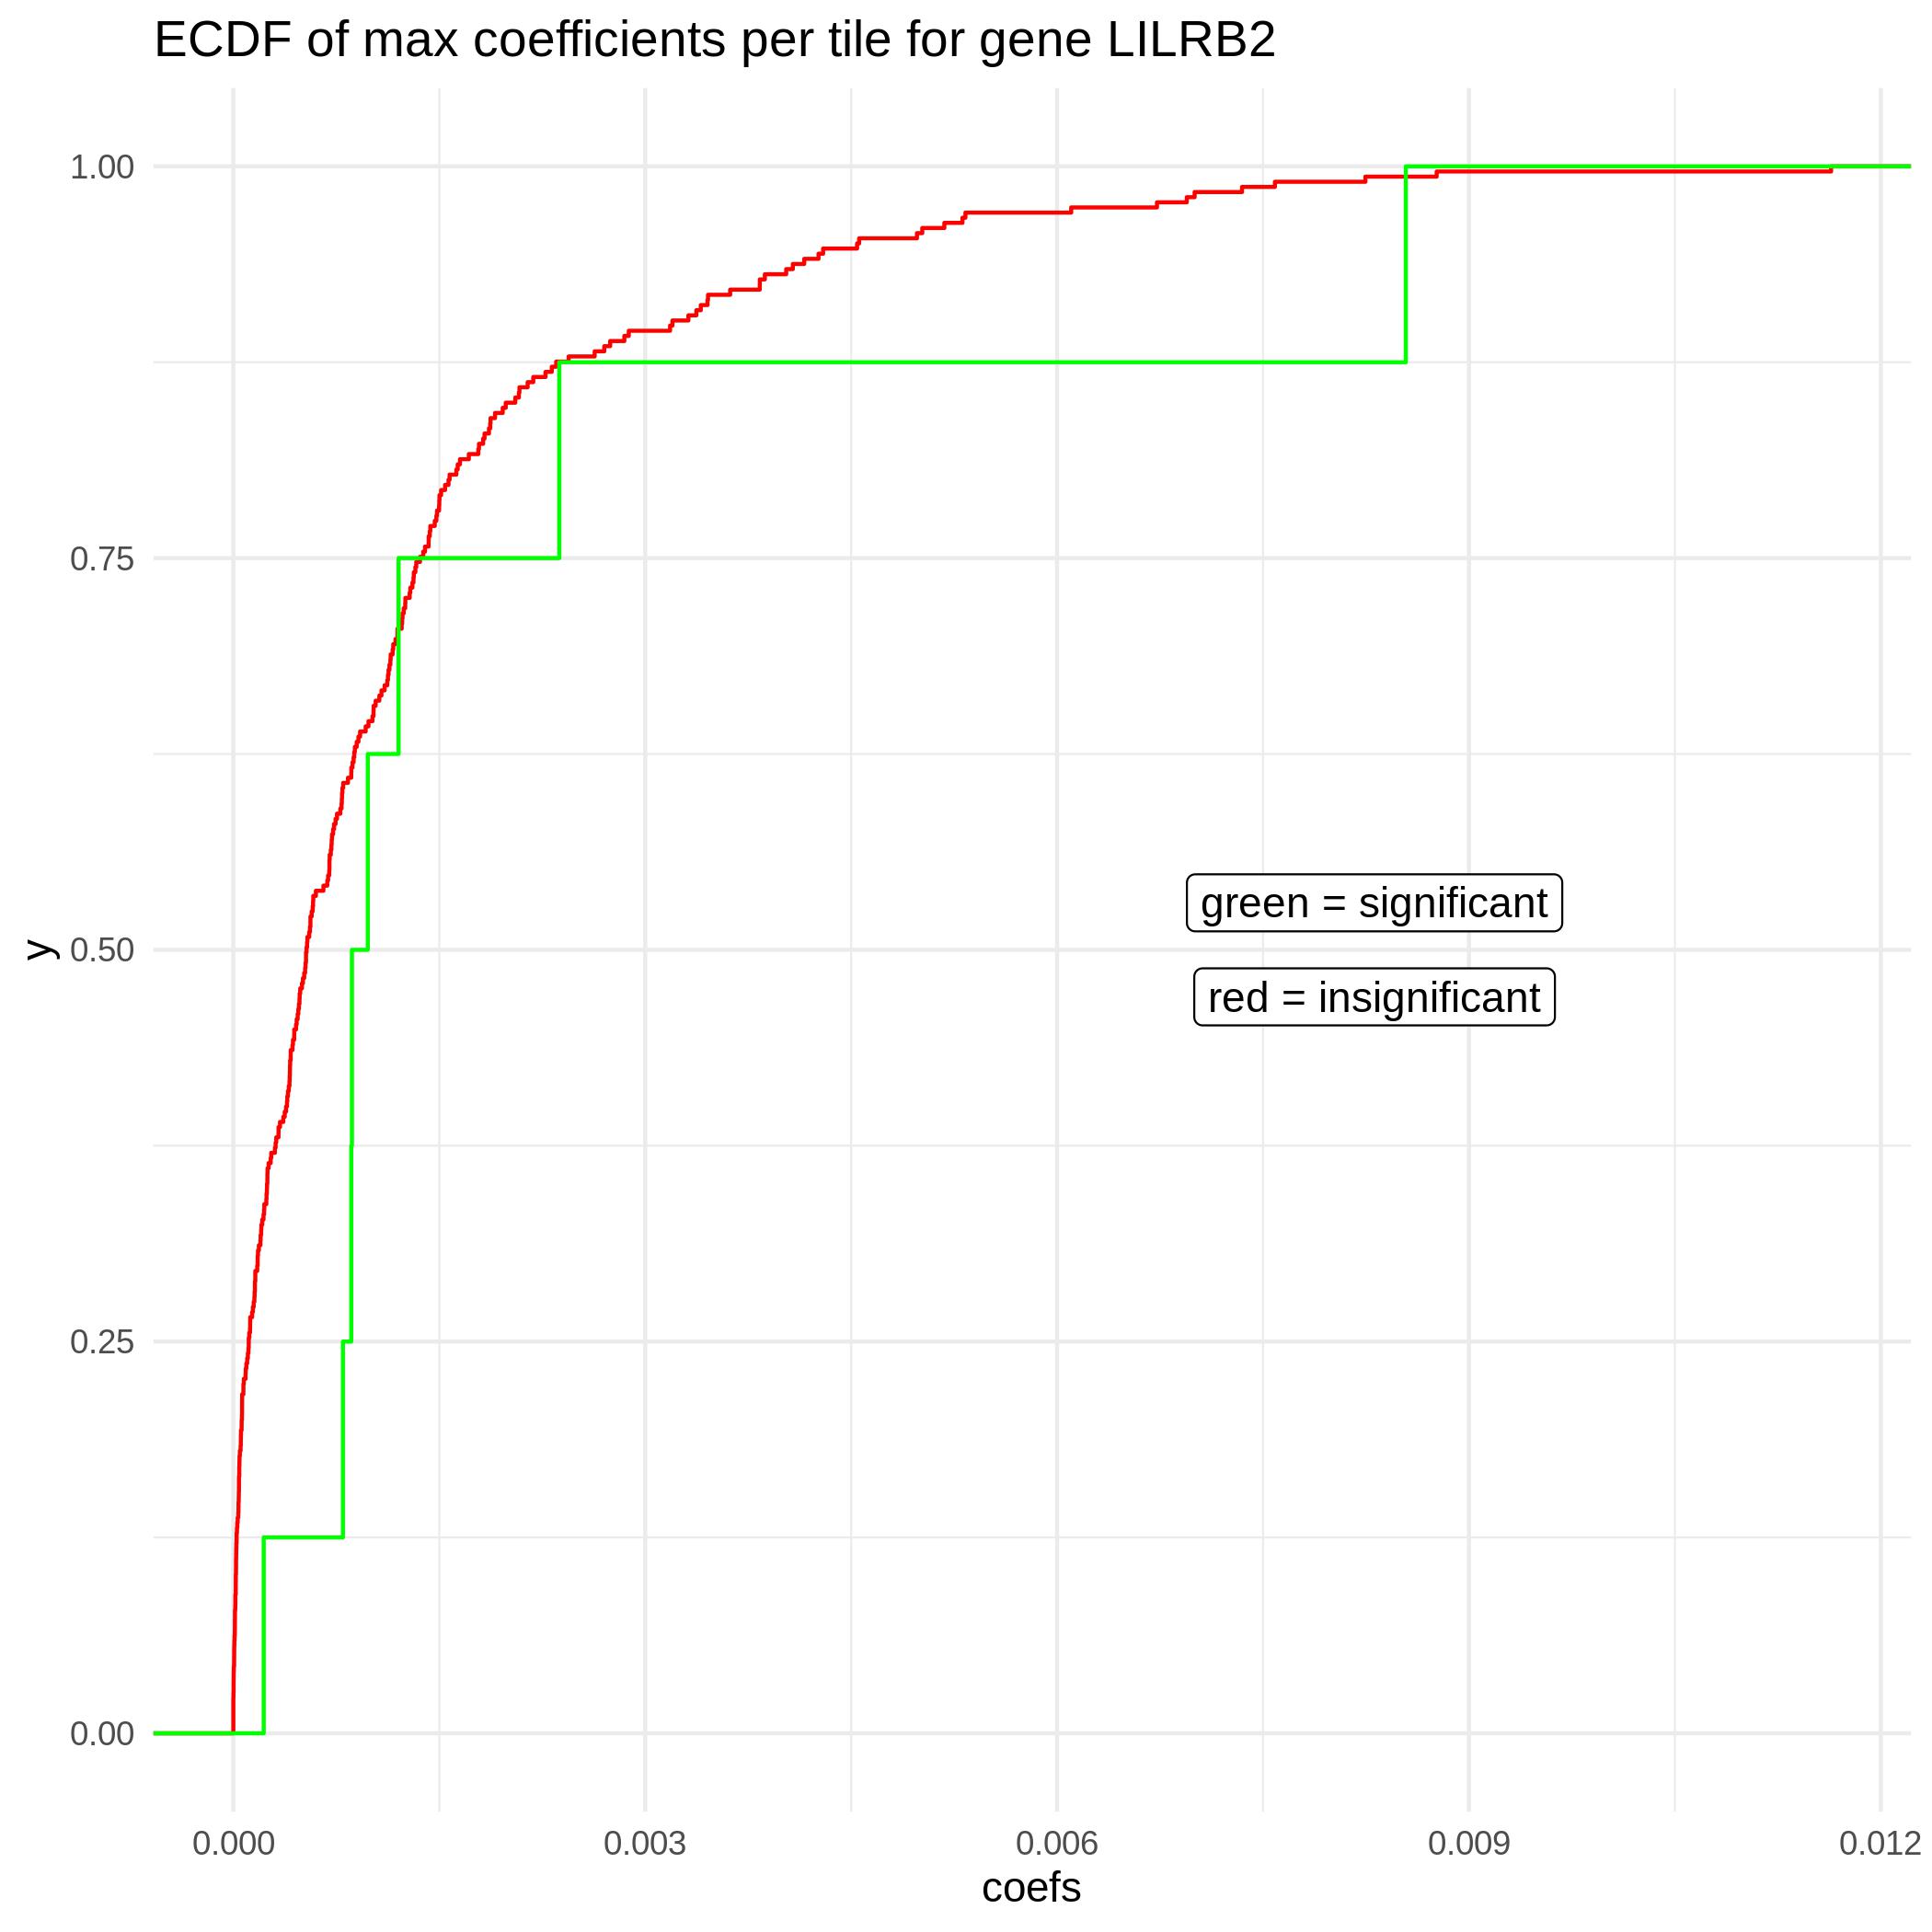 ECDF of max coefficients per tile for gene LILRB2
1.00
0.75
0.50
0.25
0.00
y
green = significant
red = insignificant
0.000
0.003
0.006
0.009
0.012
coefs